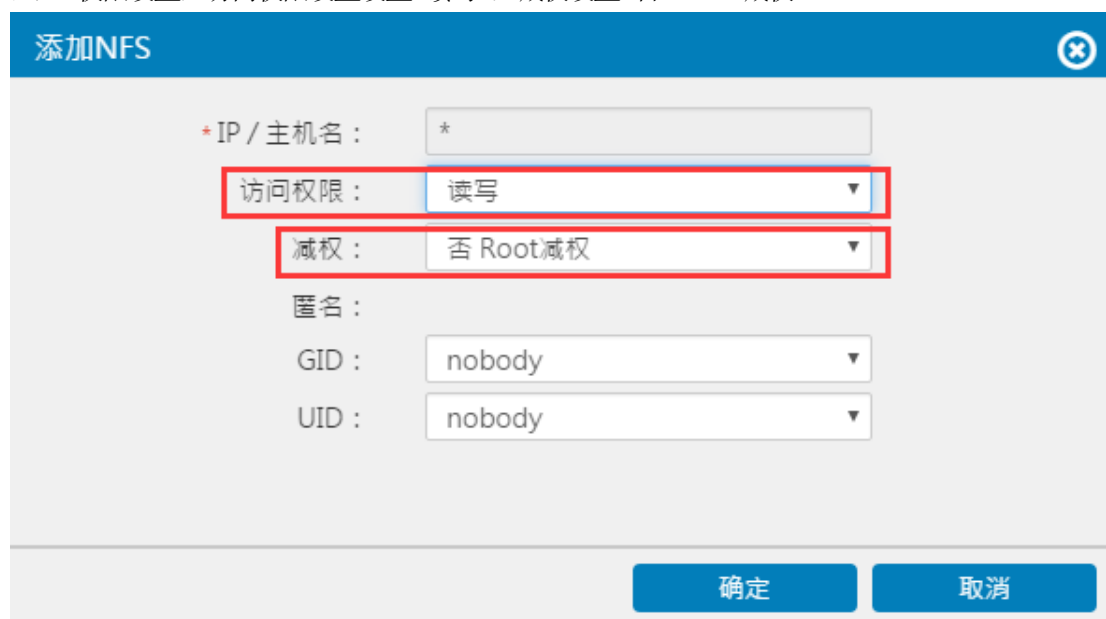 添加NFS
* IP / 主机名：
*
访问权限：
读写
减权：
否 Root减权
匿名：
GID：
nobody
UID：
nobody
确定
取消